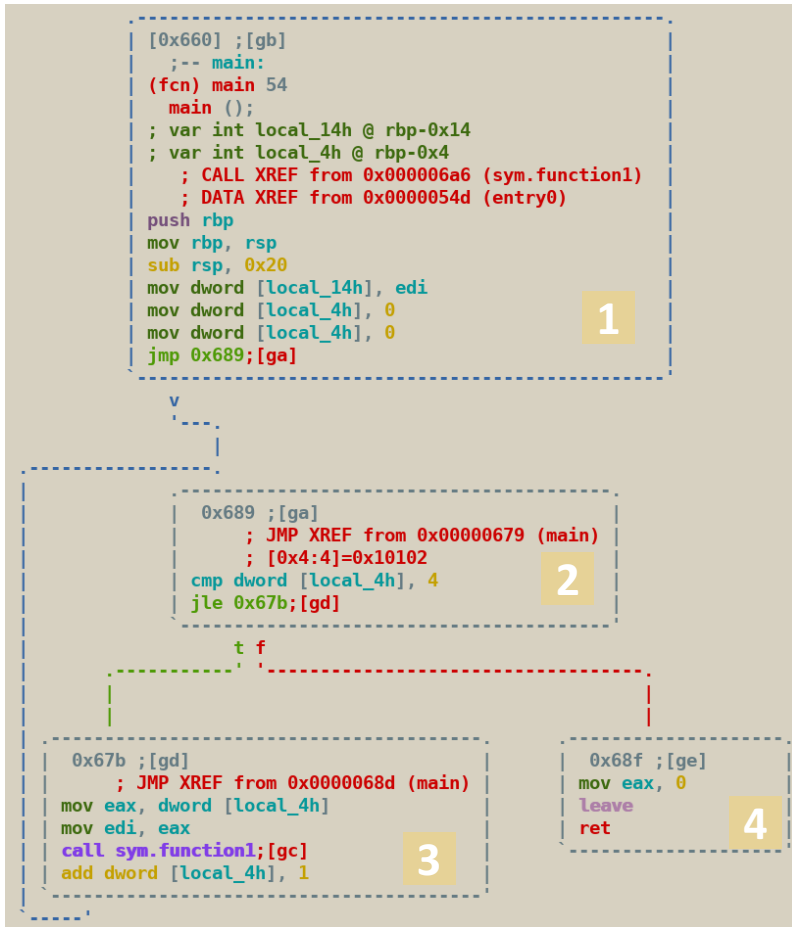 [0x660] ;[gb]
;-- main:
(fcn) main 54
main ();
; var int local_14h @ rbp-0x14
; var int local_4h @ rbp-0x4
; CALL XREF from 0x000006a6 (sym.function1)
; DATA XREF from 0x0000054d (entry0)
push rbp
mov rbp, rsp
sub rsp, 0x20
mov dword [local_14h], edi
mov dword [local_4h], 0
mov dword [local_4h], 0
jmp 0x689;[ga]
1
v
0x689 ;[ga]
; JMP XREF from 0x00000679 (main)
; [0x4:4]=0x10102
cmp dword [local_4h], 4
jle 0x67b;[gd]
2
t f
0x67b ;[gd]
; JMP XREF from 0x0000068d (main)
mov eax, dword [local_4h]
mov edi, eax
call sym.function1;[gc]
add dword [local_4h], 1
3
0x68f ;[ge]
mov eax, 0
leave
ret
4